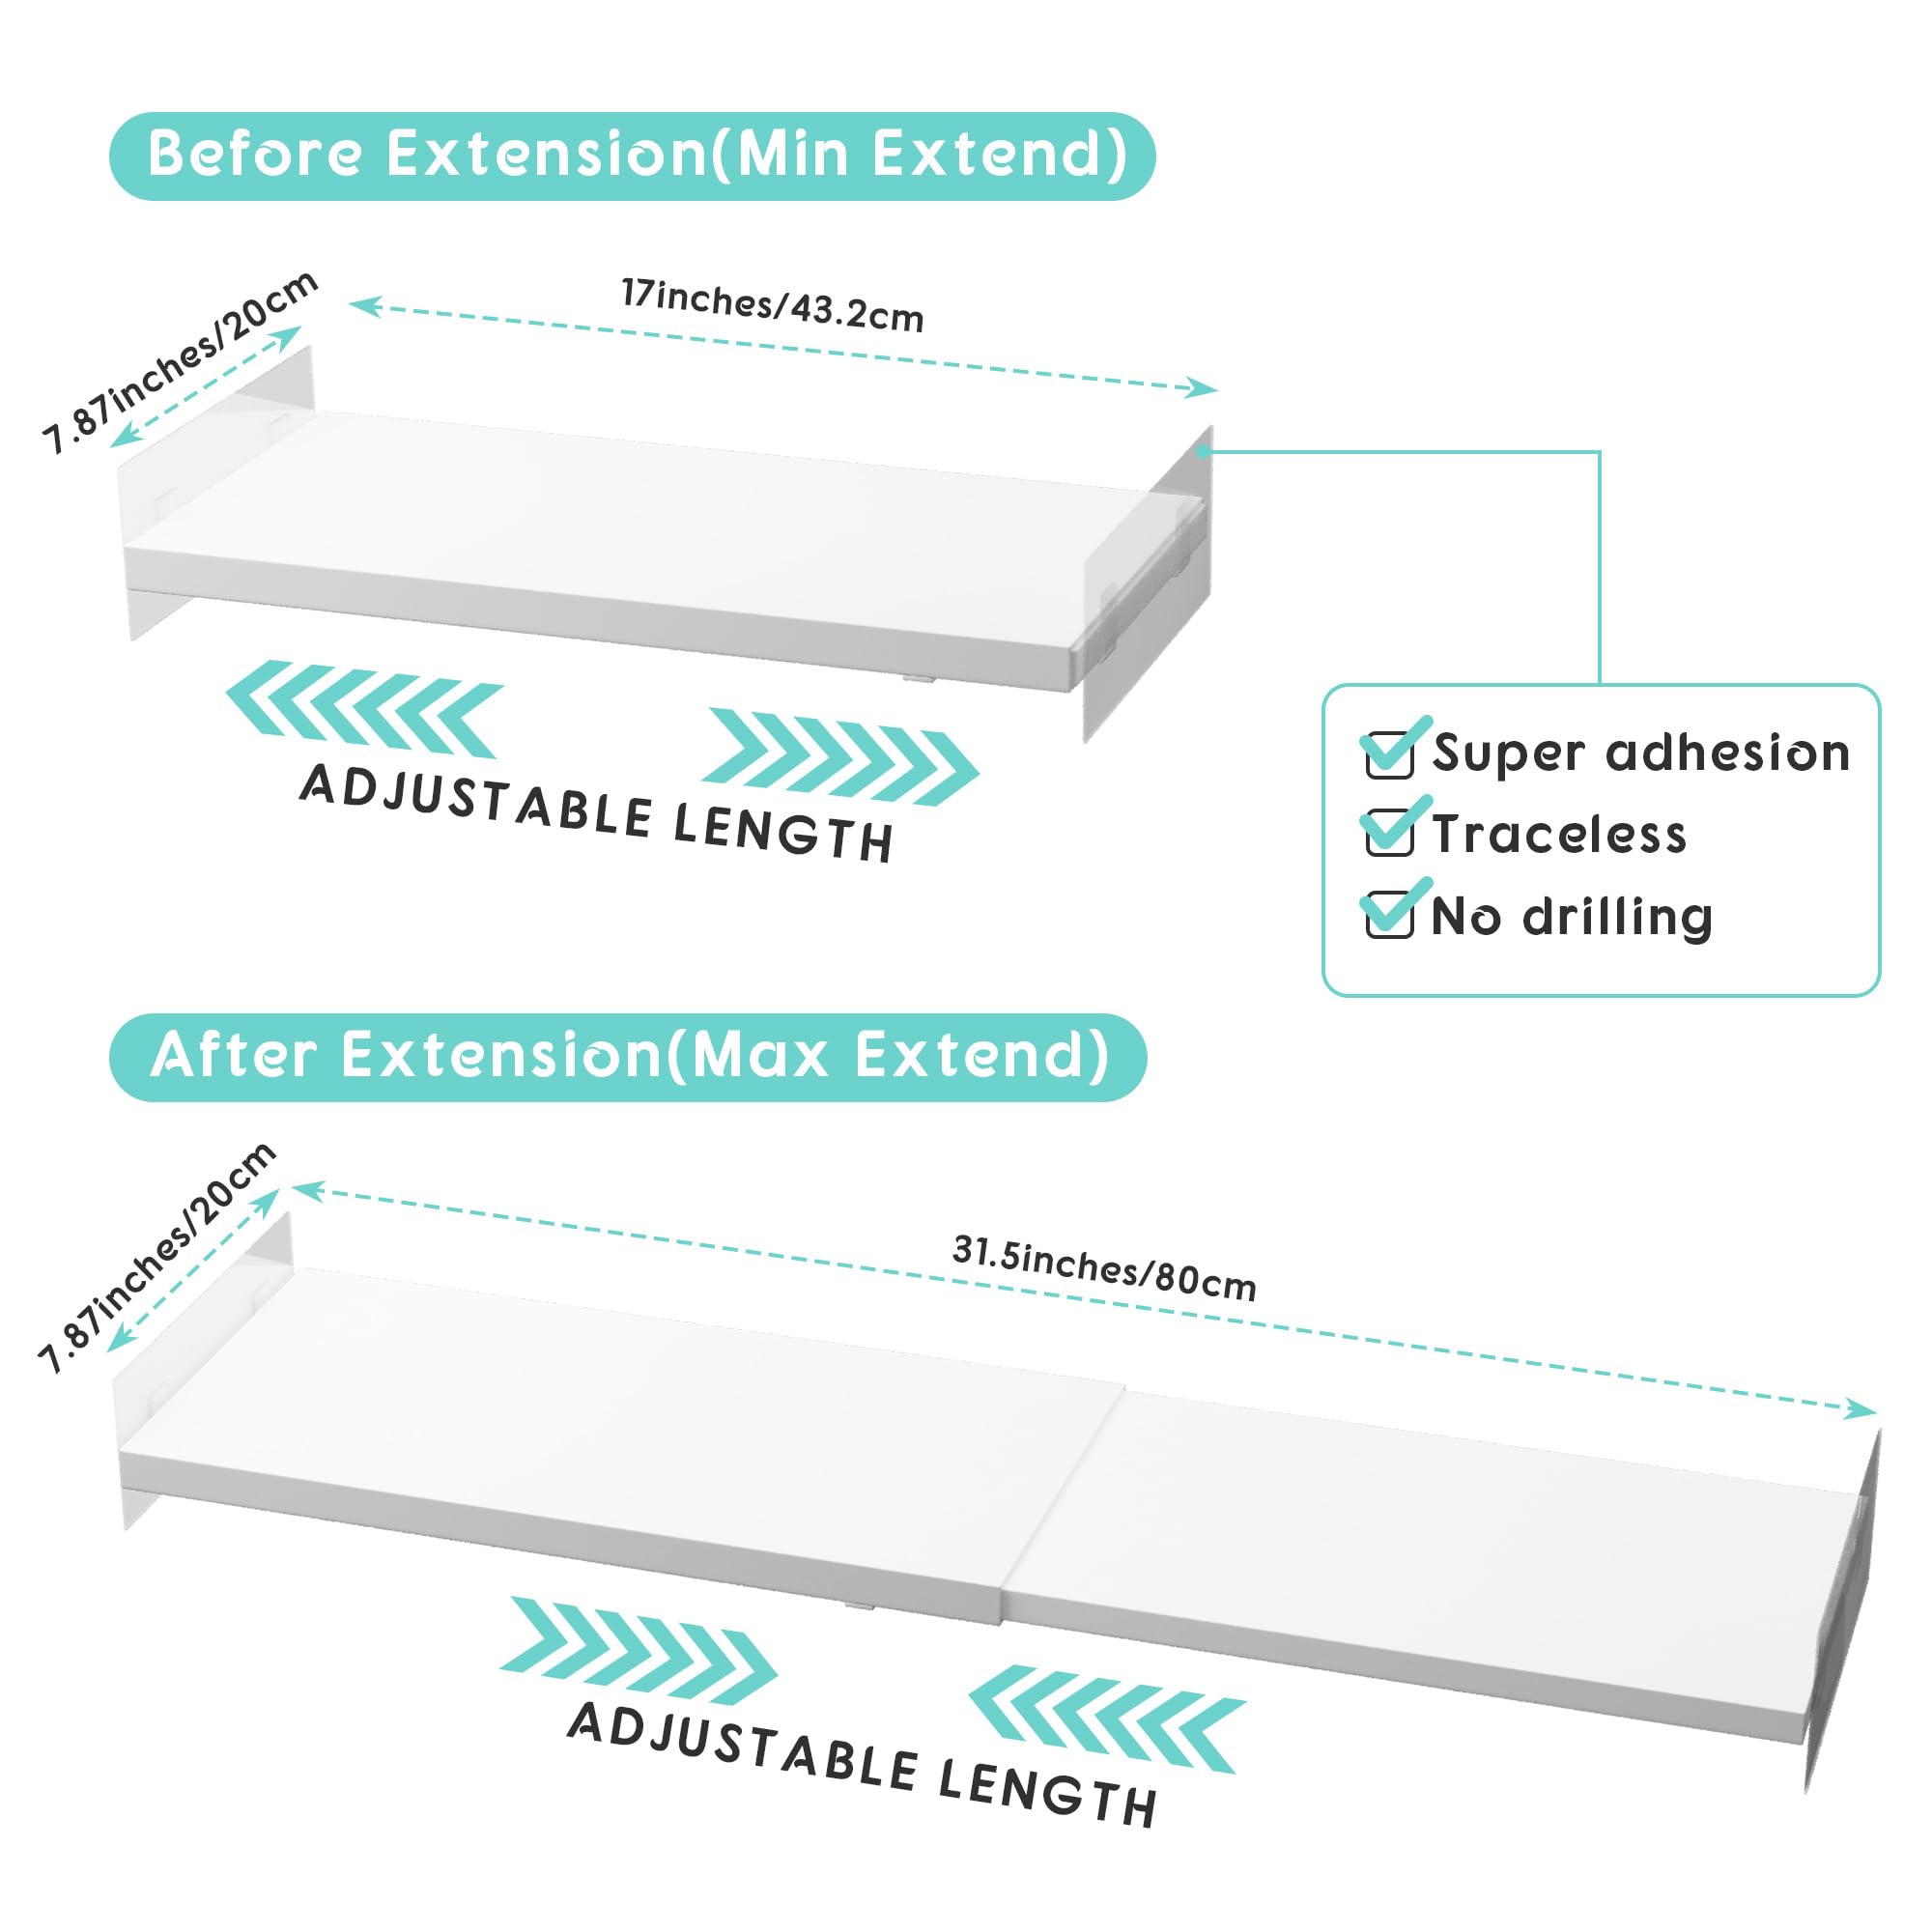 Before Extension(Min Extend)
7.87inches/20cm
17inches/43.2cm
ADJUSTABLE LENGTH
Super adhesion
Traceless
No drilling
After Extension(Max Extend)
7.87inches/20cm
31.5inches/80cm
ADJUSTABLE LENGTH